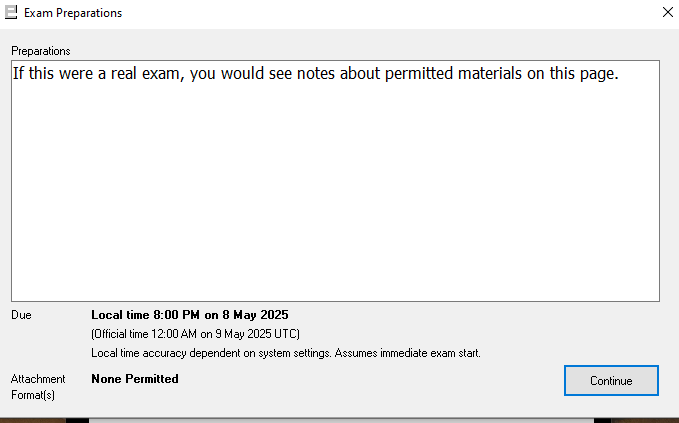 Exam Preparations
Preparations
If this were a real exam, you would see notes about permitted materials on this page.
Due
Local time 8:00 PM on 8 May 2025
(Official time 12:00 AM on 9 May 2025 UTC)
Local time accuracy dependent on system settings. Assumes immediate exam start.
Attachment
Format(s)
None Permitted
Continue